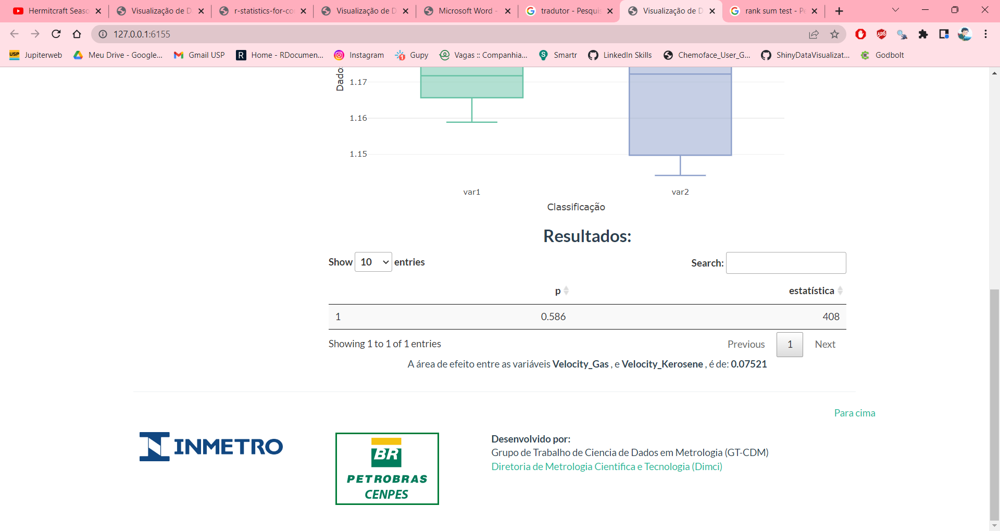 Hermitcraft Seaso
Visualização de D
r-statistics-for-co
Visualização de D
Microsoft Word -
tradutor - Pesquis
Visualização de D
rank sum test - Pe
127.0.0.1:6155
Jupiterweb
Meu Drive - Google...
Gmail USP
R Home - RDocumen...
Instagram
Gupy
Vagas :: Companhia...
Smartr
LinkedIn Skills
Chemoface_User_G...
ShinyDataVisualizat...
Godbolt
Dado
1.17
1.16
1.15
var1 var2
Classificação
Resultados:
Show 10 entries Search:
p estatística
1 0.586 408
Showing 1 to 1 of 1 entries Previous 1 Next
A área de efeito entre as variáveis Velocity_Gas , e Velocity_Kerosene , é de: 0.07521
Para cima
INMETRO
BR
PETROBRAS
CENPES
Desenvolvido por:
Grupo de Trabalho de Ciencia de Dados em Metrologia (GT-CDM)
Diretoria de Metrologia Cientifica e Tecnologia (Dimci)